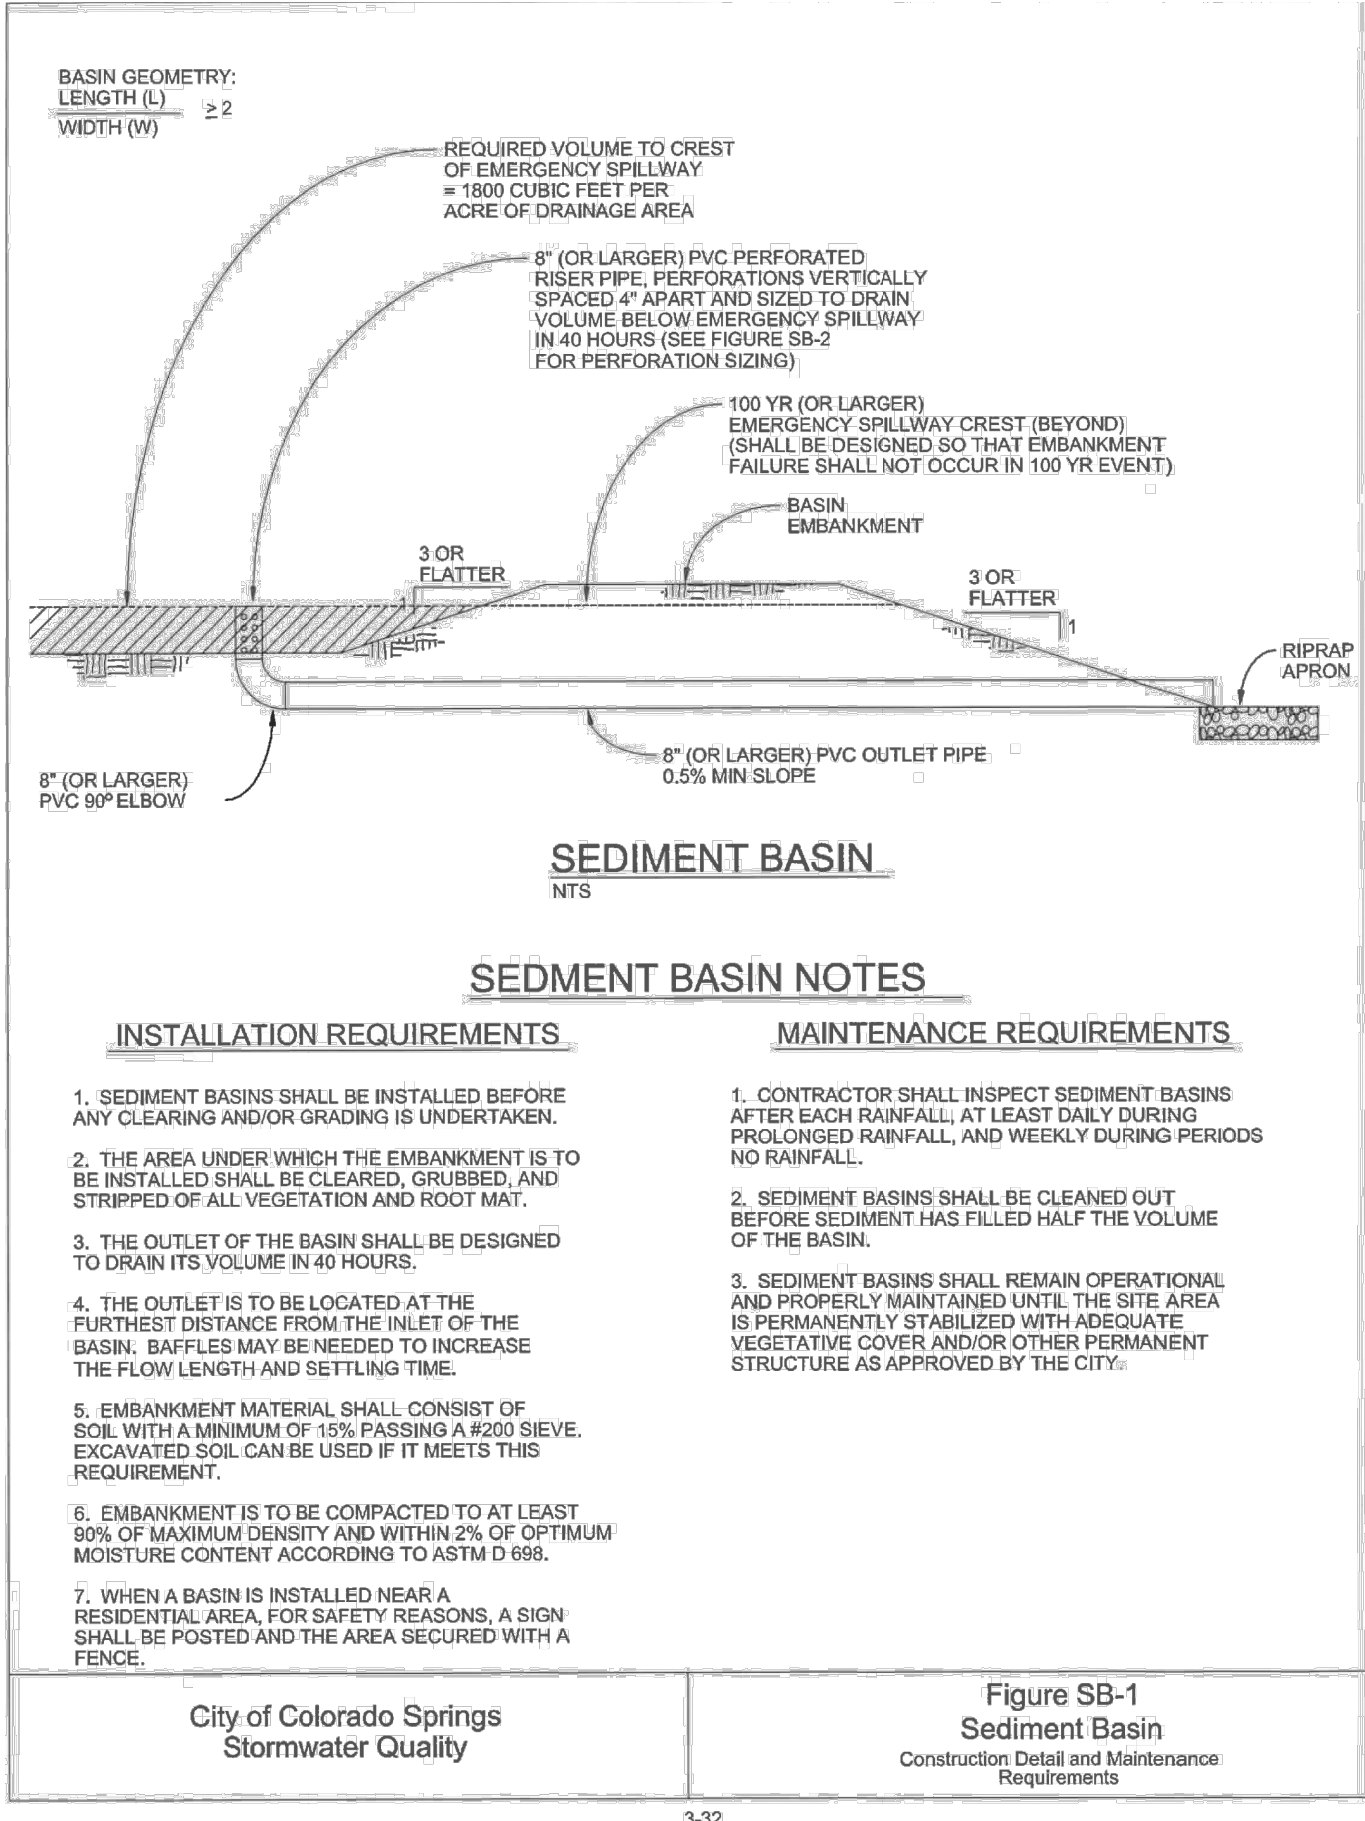 BASIN GEOMETRY:
LENGTH (L)
≥ 2
WIDTH (W)
REQUIRED VOLUME TO CREST
OF EMERGENCY SPILLWAY
= 1800 CUBIC FEET PER
ACRE OF DRAINAGE AREA
8" (OR LARGER) PVC PERFORATED
RISER PIPE, PERFORATIONS VERTICALLY
SPACED 4" APART AND SIZED TO DRAIN
VOLUME BELOW EMERGENCY SPILLWAY
IN 40 HOURS (SEE FIGURE SB-2
FOR PERFORATION SIZING)
100 YR (OR LARGER)
EMERGENCY SPILLWAY CREST (BEYOND)
(SHALL BE DESIGNED SO THAT EMBANKMENT
FAILURE SHALL NOT OCCUR IN 100 YR EVENT)
BASIN
EMBANKMENT
3 OR
FLATTER
1
3 OR
FLATTER
1
RIPRAP
APRON
8" (OR LARGER) PVC OUTLET PIPE
0.5% MIN SLOPE
8" (OR LARGER)
PVC 90º ELBOW
SEDIMENT BASIN
NTS
SEDMENT BASIN NOTES
INSTALLATION REQUIREMENTS
1. SEDIMENT BASINS SHALL BE INSTALLED BEFORE
ANY CLEARING AND/OR GRADING IS UNDERTAKEN.
2. THE AREA UNDER WHICH THE EMBANKMENT IS TO
BE INSTALLED SHALL BE CLEARED, GRUBBED, AND
STRIPPED OF ALL VEGETATION AND ROOT MAT.
3. THE OUTLET OF THE BASIN SHALL BE DESIGNED
TO DRAIN ITS VOLUME IN 40 HOURS.
4. THE OUTLET IS TO BE LOCATED AT THE
FURTHEST DISTANCE FROM THE INLET OF THE
BASIN. BAFFLES MAY BE NEEDED TO INCREASE
THE FLOW LENGTH AND SETTLING TIME.
5. EMBANKMENT MATERIAL SHALL CONSIST OF
SOIL WITH A MINIMUM OF 15% PASSING A #200 SIEVE.
EXCAVATED SOIL CAN BE USED IF IT MEETS THIS
REQUIREMENT.
6. EMBANKMENT IS TO BE COMPACTED TO AT LEAST
90% OF MAXIMUM DENSITY AND WITHIN 2% OF OPTIMUM
MOISTURE CONTENT ACCORDING TO ASTM D 698.
7. WHEN A BASIN IS INSTALLED NEAR A
RESIDENTIAL AREA, FOR SAFETY REASONS, A SIGN
SHALL BE POSTED AND THE AREA SECURED WITH A
FENCE.
MAINTENANCE REQUIREMENTS
1. CONTRACTOR SHALL INSPECT SEDIMENT BASINS
AFTER EACH RAINFALL, AT LEAST DAILY DURING
PROLONGED RAINFALL, AND WEEKLY DURING PERIODS
NO RAINFALL.
2. SEDIMENT BASINS SHALL BE CLEANED OUT
BEFORE SEDIMENT HAS FILLED HALF THE VOLUME
OF THE BASIN.
3. SEDIMENT BASINS SHALL REMAIN OPERATIONAL
AND PROPERLY MAINTAINED UNTIL THE SITE AREA
IS PERMANENTLY STABILIZED WITH ADEQUATE
VEGETATIVE COVER AND/OR OTHER PERMANENT
STRUCTURE AS APPROVED BY THE CITY.
City of Colorado Springs
Stormwater Quality
Figure SB-1
Sediment Basin
Construction Detail and Maintenance
Requirements
3-32